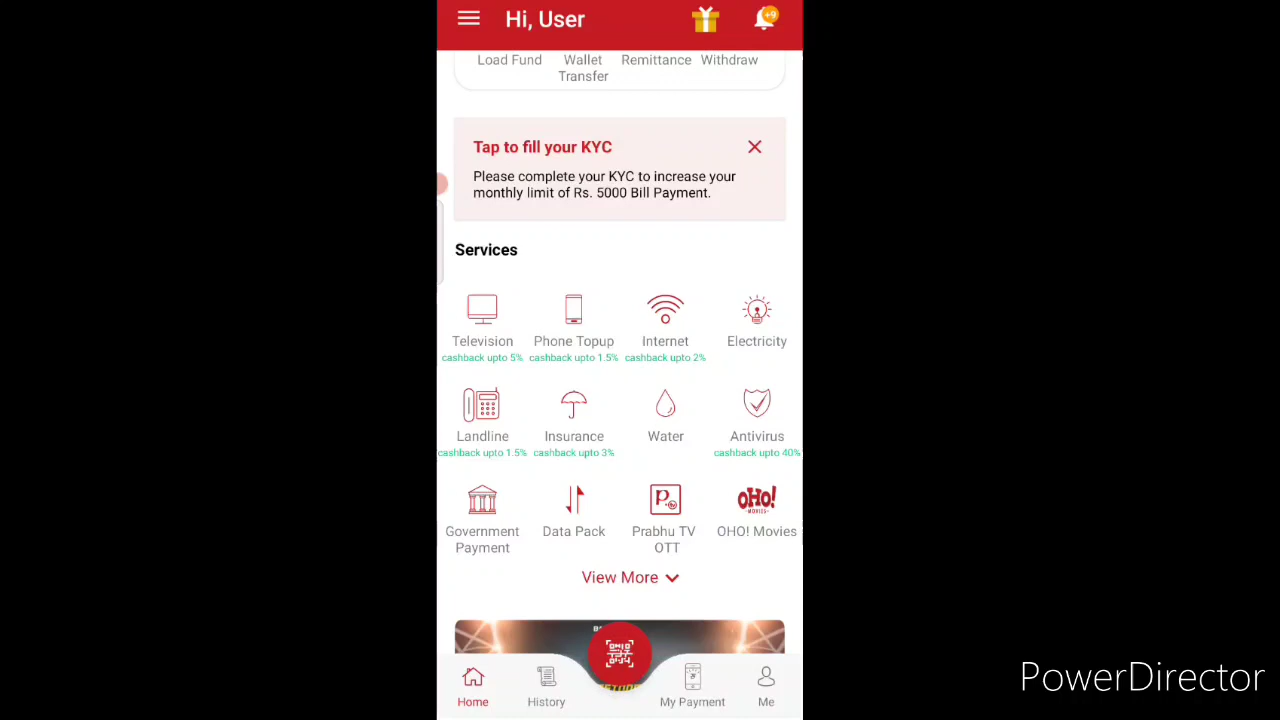 Hi, User
+9
Load Fund
Wallet
Transfer
Remittance
Withdraw
Tap to fill your KYC
Please complete your KYC to increase your
monthly limit of Rs. 5000 Bill Payment.
Services
Television
cashback upto 5%
Phone Topup
cashback upto 1.5%
Internet
cashback upto 2%
Electricity
Landline
cashback upto 1.5%
Insurance
cashback upto 3%
Water
Antivirus
cashback upto 40%
Government
Payment
Data Pack
Prabhu TV
OTT
OHO!
MOVIES
OHO! Movies
View More
Home
History
My Payment
Me
PowerDirector